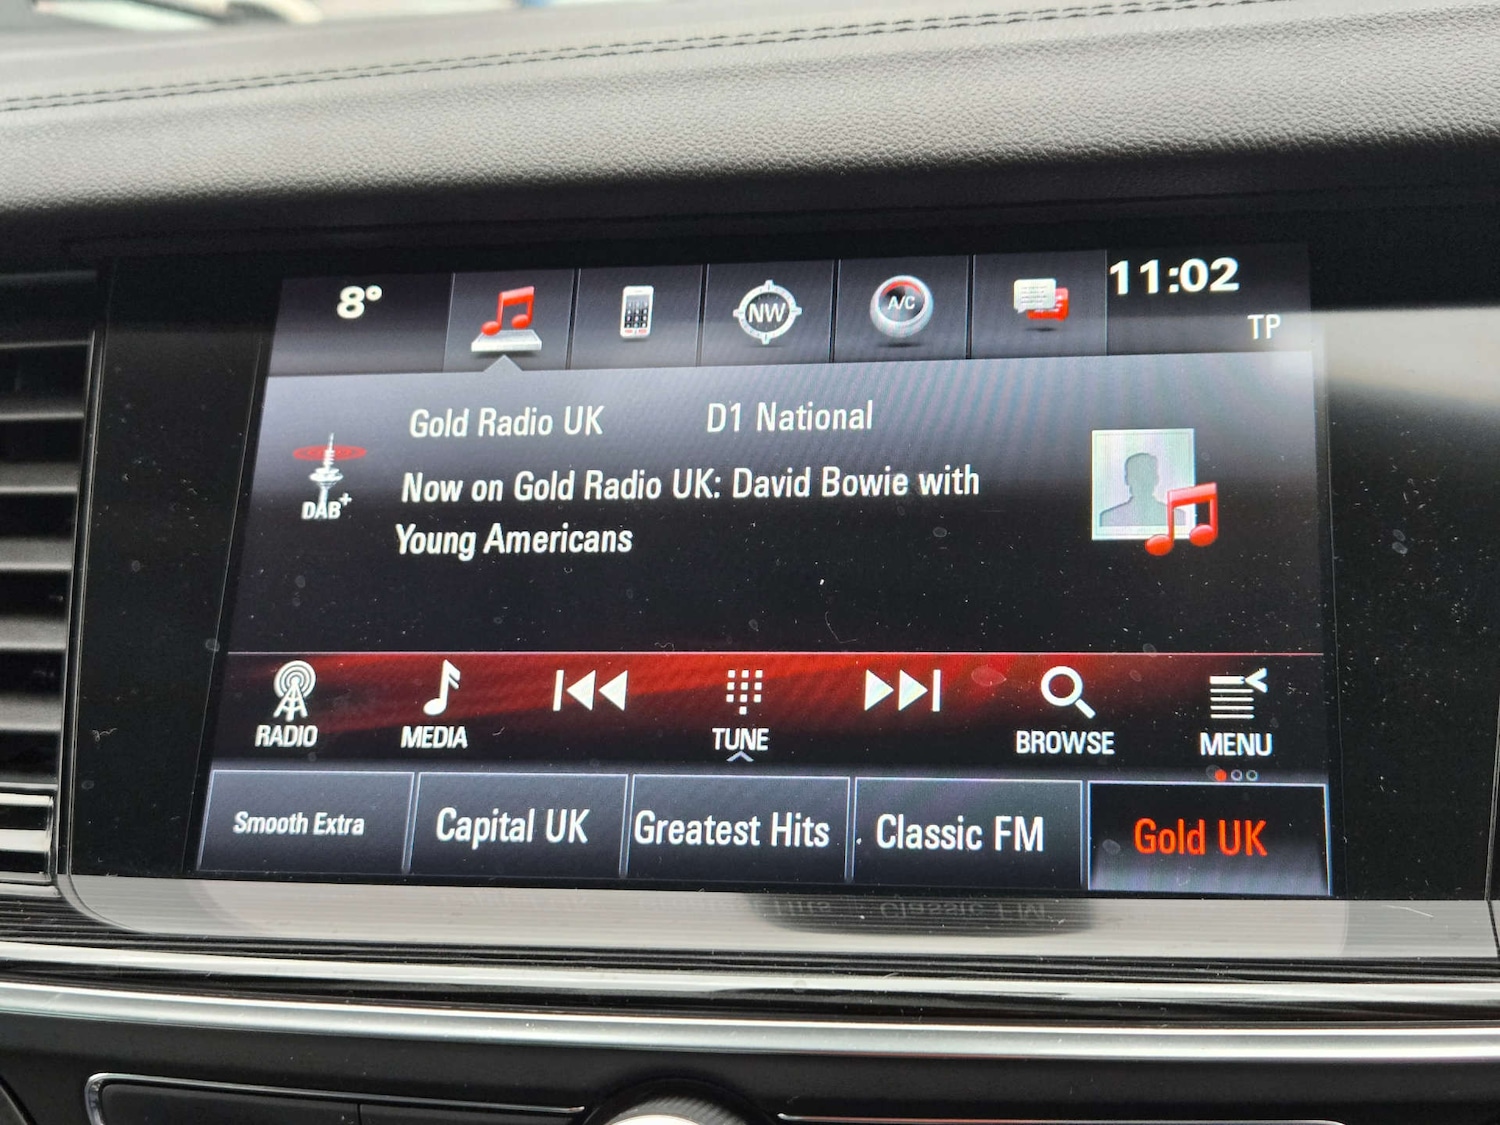 8°
NW
A/C
11:02
TP
Gold Radio UK
D1 National
DAB+
Now on Gold Radio UK: David Bowie with
Young Americans
RADIO
MEDIA
TUNE
BROWSE
MENU
Smooth Extra
Capital UK
Greatest Hits
Classic FM
Gold UK